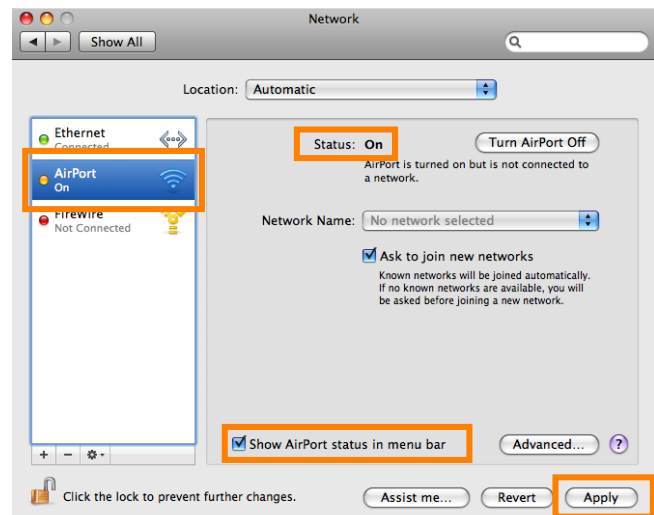 Network
Show All
Location: Automatic
Ethernet
Connected
AirPort
On
FireWire
Not Connected
Status: On
Turn AirPort Off
AirPort is turned on but is not connected to
a network.
Network Name: No network selected
Ask to join new networks
Known networks will be joined automatically.
If no known networks are available, you will
be asked before joining a new network.
Show AirPort status in menu bar
Advanced... ?
Click the lock to prevent further changes.
Assist me... Revert Apply